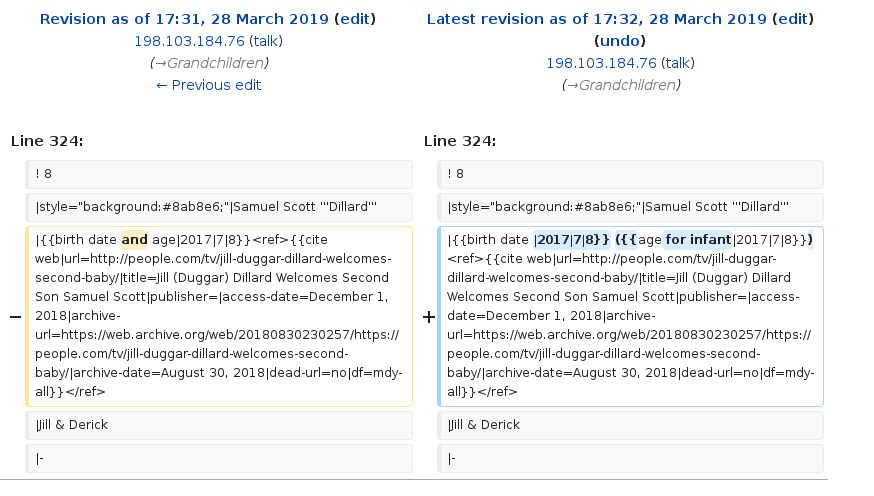 Revision as of 17:31, 28 March 2019 (edit)
198.103.184.76 (talk)
(→Grandchildren)
← Previous edit
Latest revision as of 17:32, 28 March 2019 (edit)
(undo)
198.103.184.76 (talk)
(→Grandchildren)
Line 324:
! 8
|style="background:#8ab8e6;"|Samuel Scott '''Dillard'''
− |{{birth date and age|2017|7|8}}<ref>{{cite
web|url=http://people.com/tv/jill-duggar-dillard-welcomes-
second-baby/|title=Jill (Duggar) Dillard Welcomes Second
Son Samuel Scott|publisher=|access-date=December 1,
2018|archive-
url=https://web.archive.org/web/20180830230257/https://
people.com/tv/jill-duggar-dillard-welcomes-second-
baby/|archive-date=August 30, 2018|dead-url=no|df=mdy-
all}}</ref>
|Jill & Derick
|-
Line 324:
! 8
|style="background:#8ab8e6;"|Samuel Scott '''Dillard'''
+ |{{birth date |2017|7|8}} ({{age for infant|2017|7|8}})
<ref>{{cite web|url=http://people.com/tv/jill-duggar-
dillard-welcomes-second-baby/|title=Jill (Duggar) Dillard
Welcomes Second Son Samuel Scott|publisher=|access-
date=December 1, 2018|archive-
url=https://web.archive.org/web/20180830230257/https://
people.com/tv/jill-duggar-dillard-welcomes-second-
baby/|archive-date=August 30, 2018|dead-url=no|df=mdy-
all}}</ref>
|Jill & Derick
|-